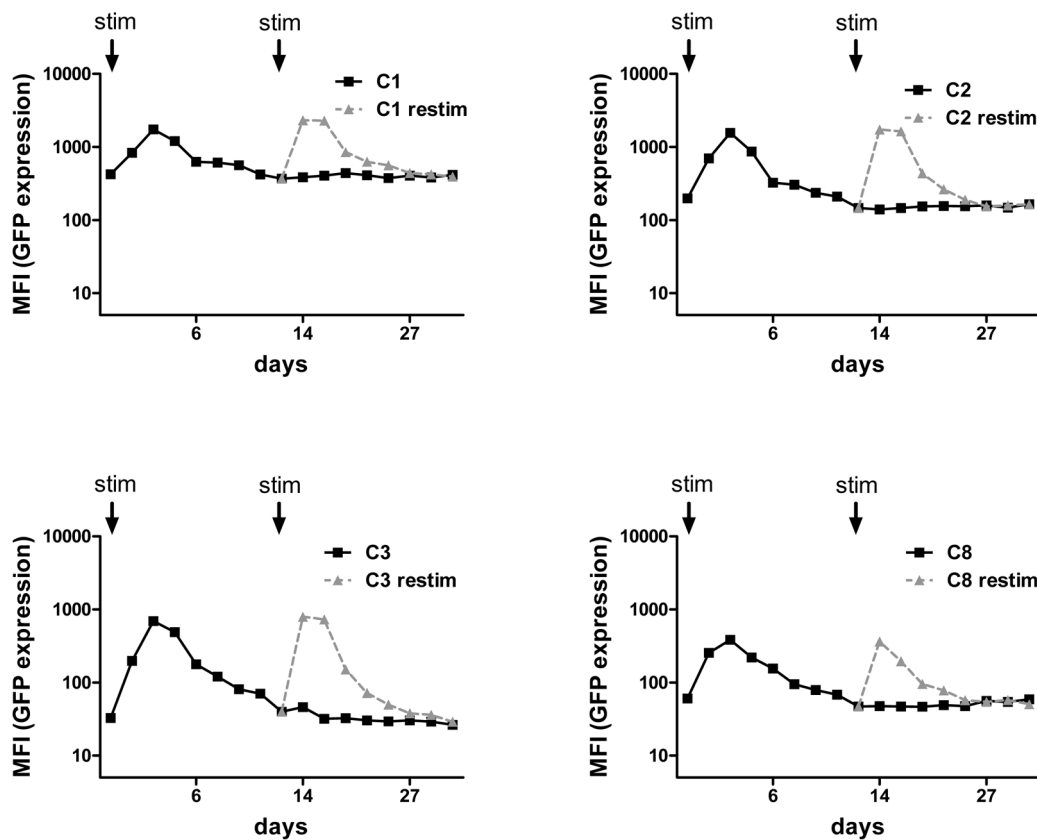 stim
stim
MFI (GFP expression)
10000
1000
100
10
C1
C1 restim
6
14
27
days
stim
stim
MFI (GFP expression)
10000
1000
100
10
C2
C2 restim
6
14
27
days
stim
stim
MFI (GFP expression)
10000
1000
100
10
C3
C3 restim
6
14
27
days
stim
stim
MFI (GFP expression)
10000
1000
100
10
C8
C8 restim
6
14
27
days